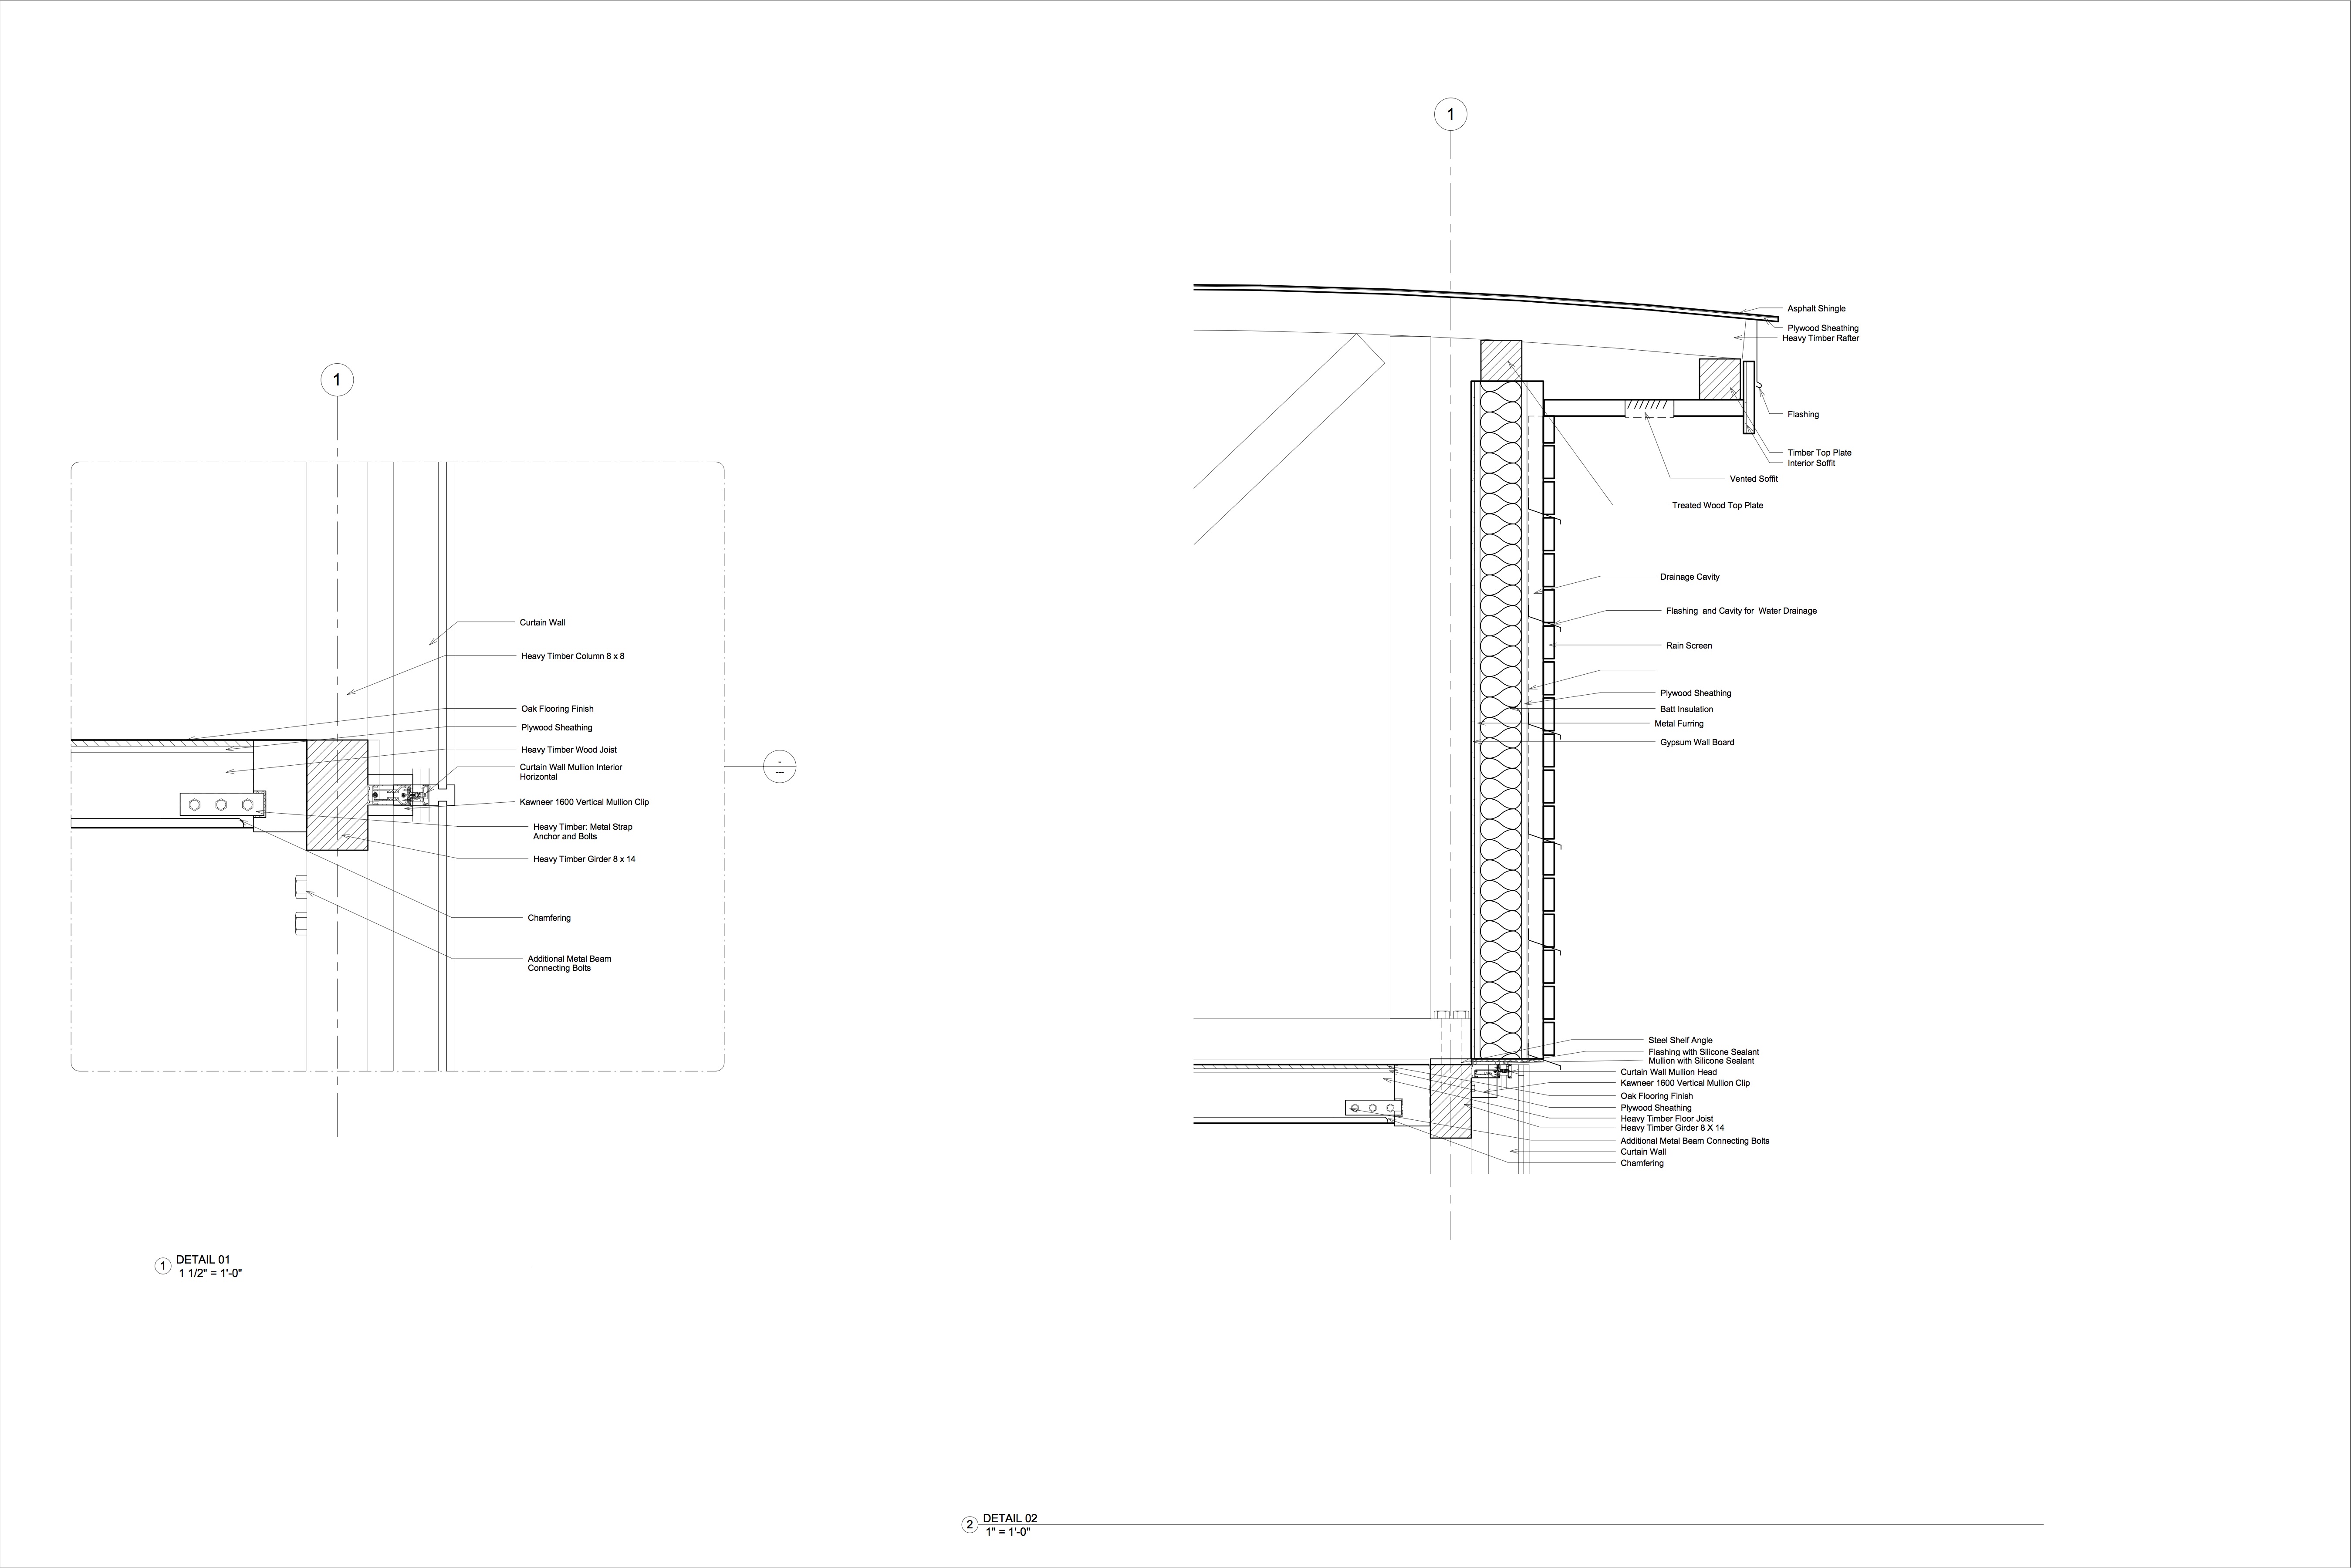 1
Curtain Wall
Heavy Timber Column 8 x 8
Oak Flooring Finish
Plywood Sheathing
Heavy Timber Wood Joist
Curtain Wall Mullion Interior
Horizontal
Kawneer 1600 Vertical Mullion Clip
Heavy Timber: Metal Strap
Anchor and Bolts
Heavy Timber Girder 8 x 14
Chamfering
Additional Metal Beam
Connecting Bolts
-
---
1 DETAIL 01
1 1/2" = 1'-0"
1
Asphalt Shingle
Plywood Sheathing
Heavy Timber Rafter
Flashing
Timber Top Plate
Interior Soffit
Vented Soffit
Treated Wood Top Plate
Drainage Cavity
Flashing and Cavity for Water Drainage
Rain Screen
Plywood Sheathing
Batt Insulation
Metal Furring
Gypsum Wall Board
Steel Shelf Angle
Flashing with Silicone Sealant
Mullion with Silicone Sealant
Curtain Wall Mullion Head
Kawneer 1600 Vertical Mullion Clip
Oak Flooring Finish
Plywood Sheathing
Heavy Timber Floor Joist
Heavy Timber Girder 8 X 14
Additional Metal Beam Connecting Bolts
Curtain Wall
Chamfering
2 DETAIL 02
1" = 1'-0"